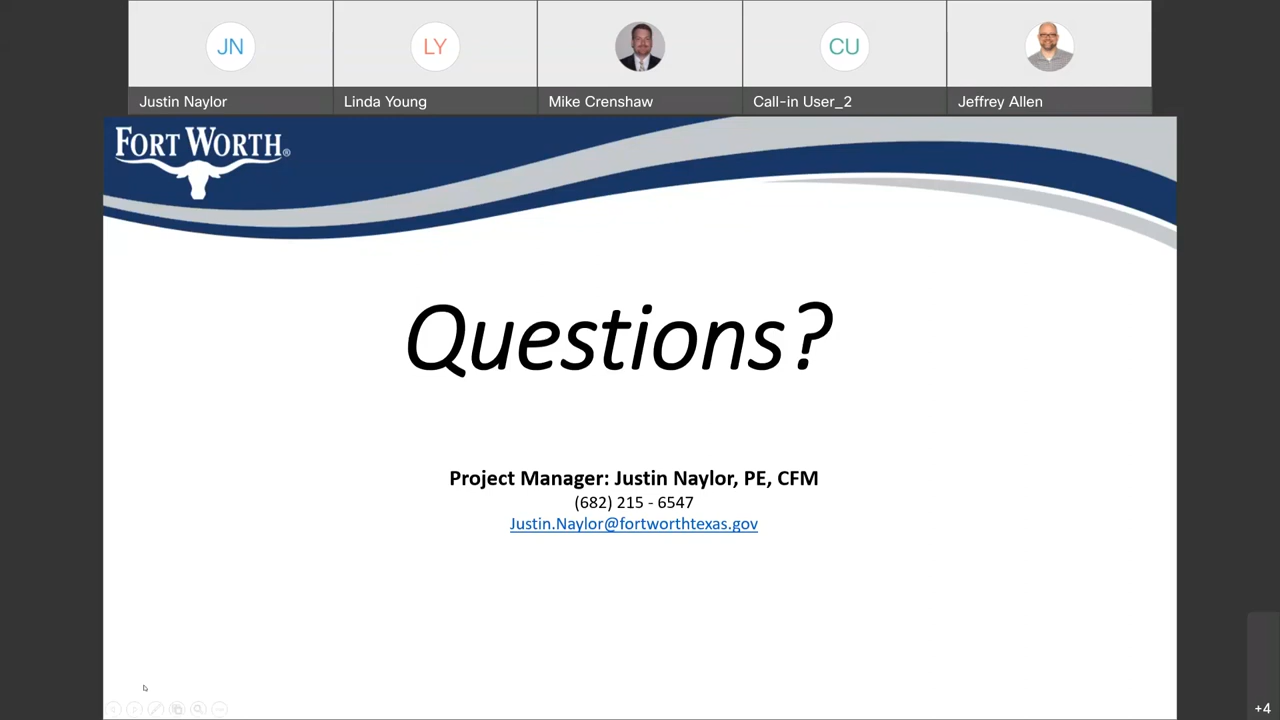 JN
LY
CU
Justin Naylor
Linda Young
Mike Crenshaw
Call-in User_2
Jeffrey Allen
FORT WORTH®
Questions?
Project Manager: Justin Naylor, PE, CFM
(682) 215 - 6547
Justin.Naylor@fortworthtexas.gov
+4